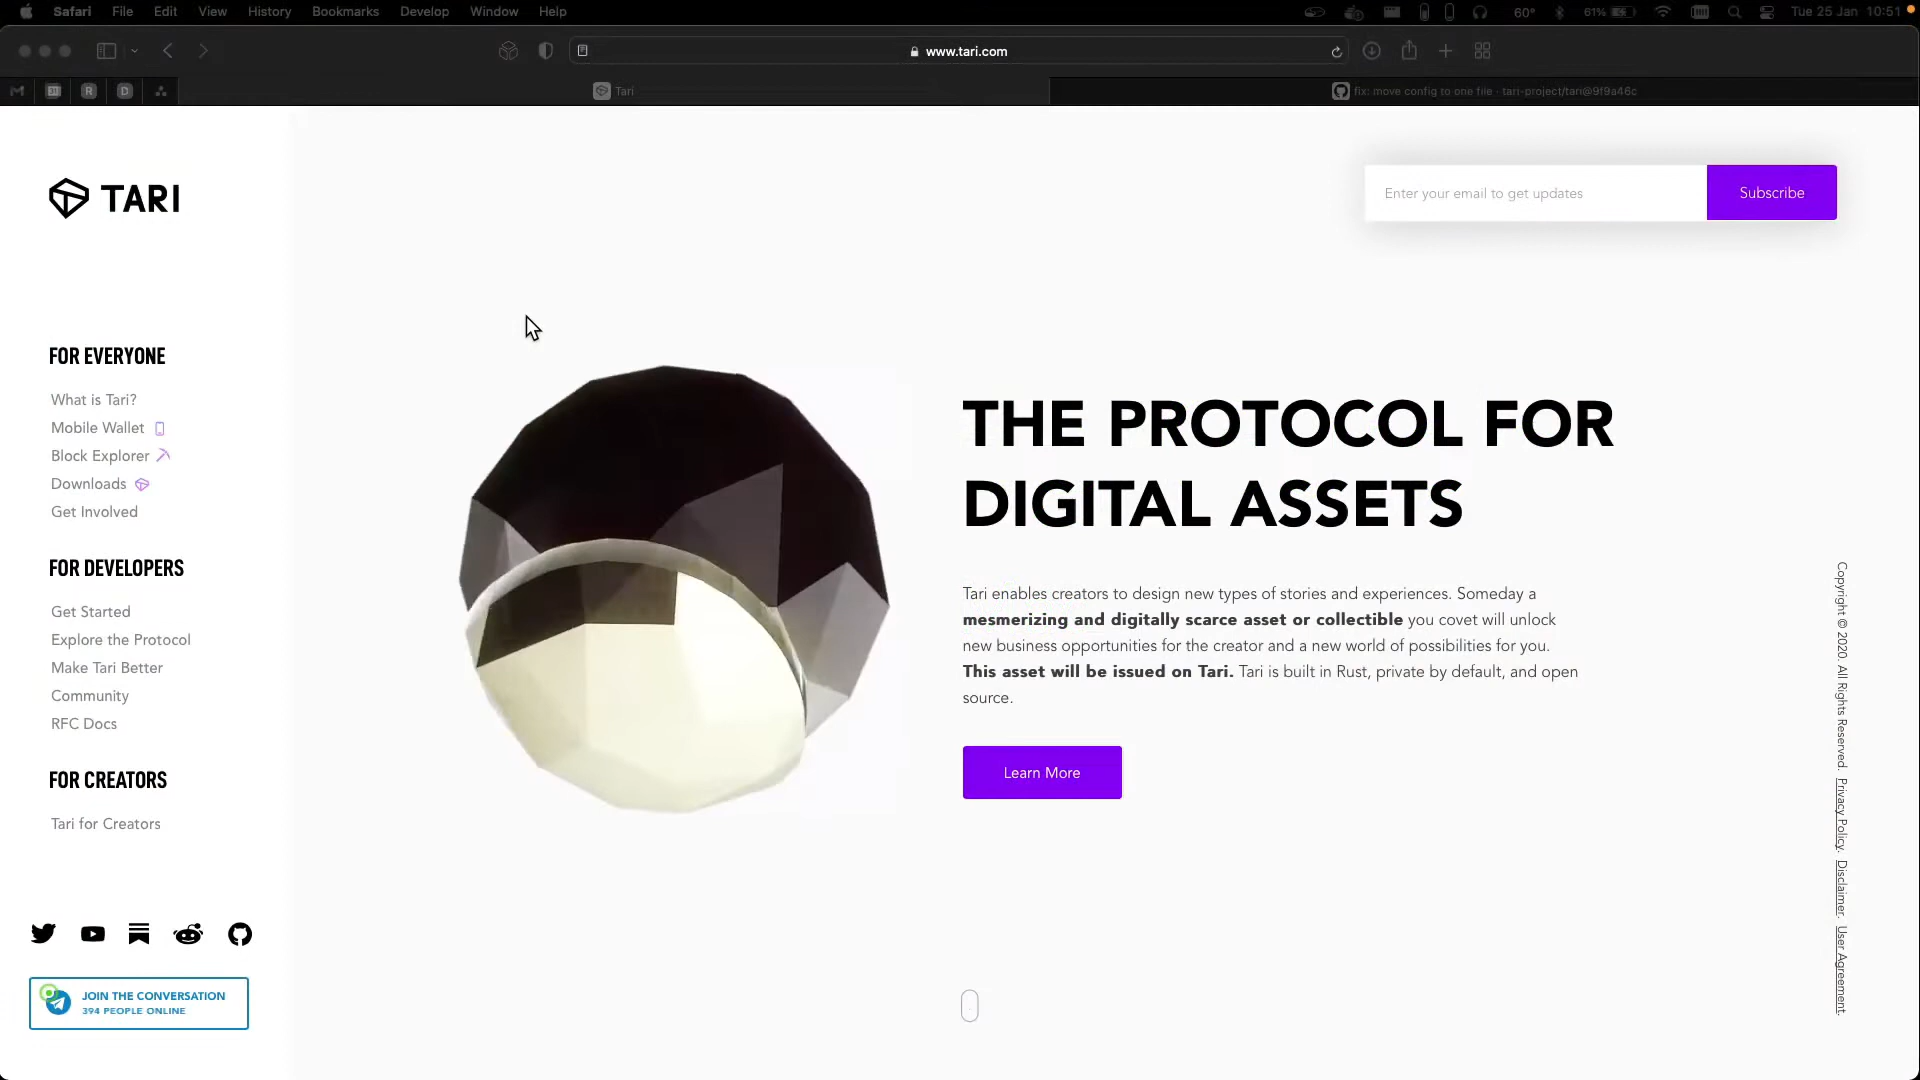 Safari File Edit View History Bookmarks Develop Window Help 60° 61% Tue 25 Jan 10:51
www.tari.com
31 R D Tari fix: move config to one file · tari-project/tari@9f9a46c
TARI
Enter your email to get updates
Subscribe
FOR EVERYONE
What is Tari?
Mobile Wallet
Block Explorer
Downloads
Get Involved
FOR DEVELOPERS
Get Started
Explore the Protocol
Make Tari Better
Community
RFC Docs
FOR CREATORS
Tari for Creators
JOIN THE CONVERSATION
394 PEOPLE ONLINE
THE PROTOCOL FOR
DIGITAL ASSETS
Tari enables creators to design new types of stories and experiences. Someday a
mesmerizing and digitally scarce asset or collectible you covet will unlock
new business opportunities for the creator and a new world of possibilities for you.
This asset will be issued on Tari. Tari is built in Rust, private by default, and open
source.
Learn More
Copyright © 2020. All Rights Reserved. Privacy Policy. Disclaimer. User Agreement.